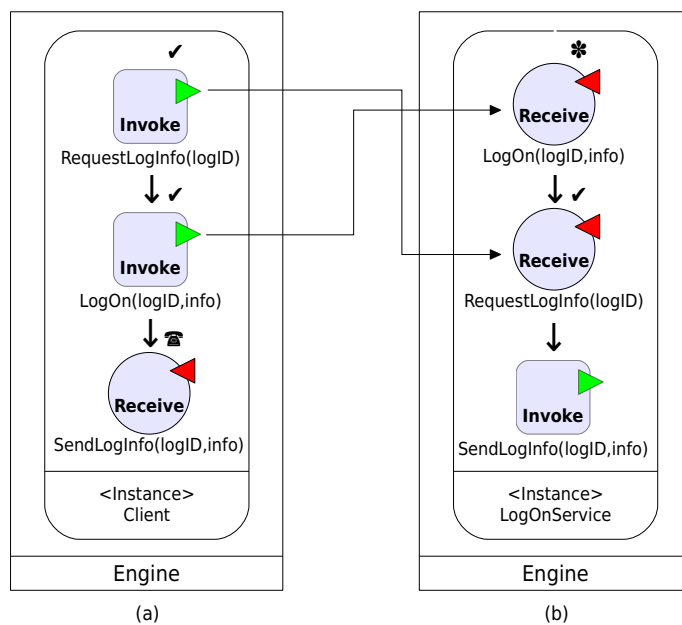 Invoke
RequestLogInfo(logID)
Invoke
LogOn(logID,info)
Receive
SendLogInfo(logID,info)
<Instance>
Client
Engine
(a)
Receive
LogOn(logID,info)
Receive
RequestLogInfo(logID)
Invoke
SendLogInfo(logID,info)
<Instance>
LogOnService
Engine
(b)